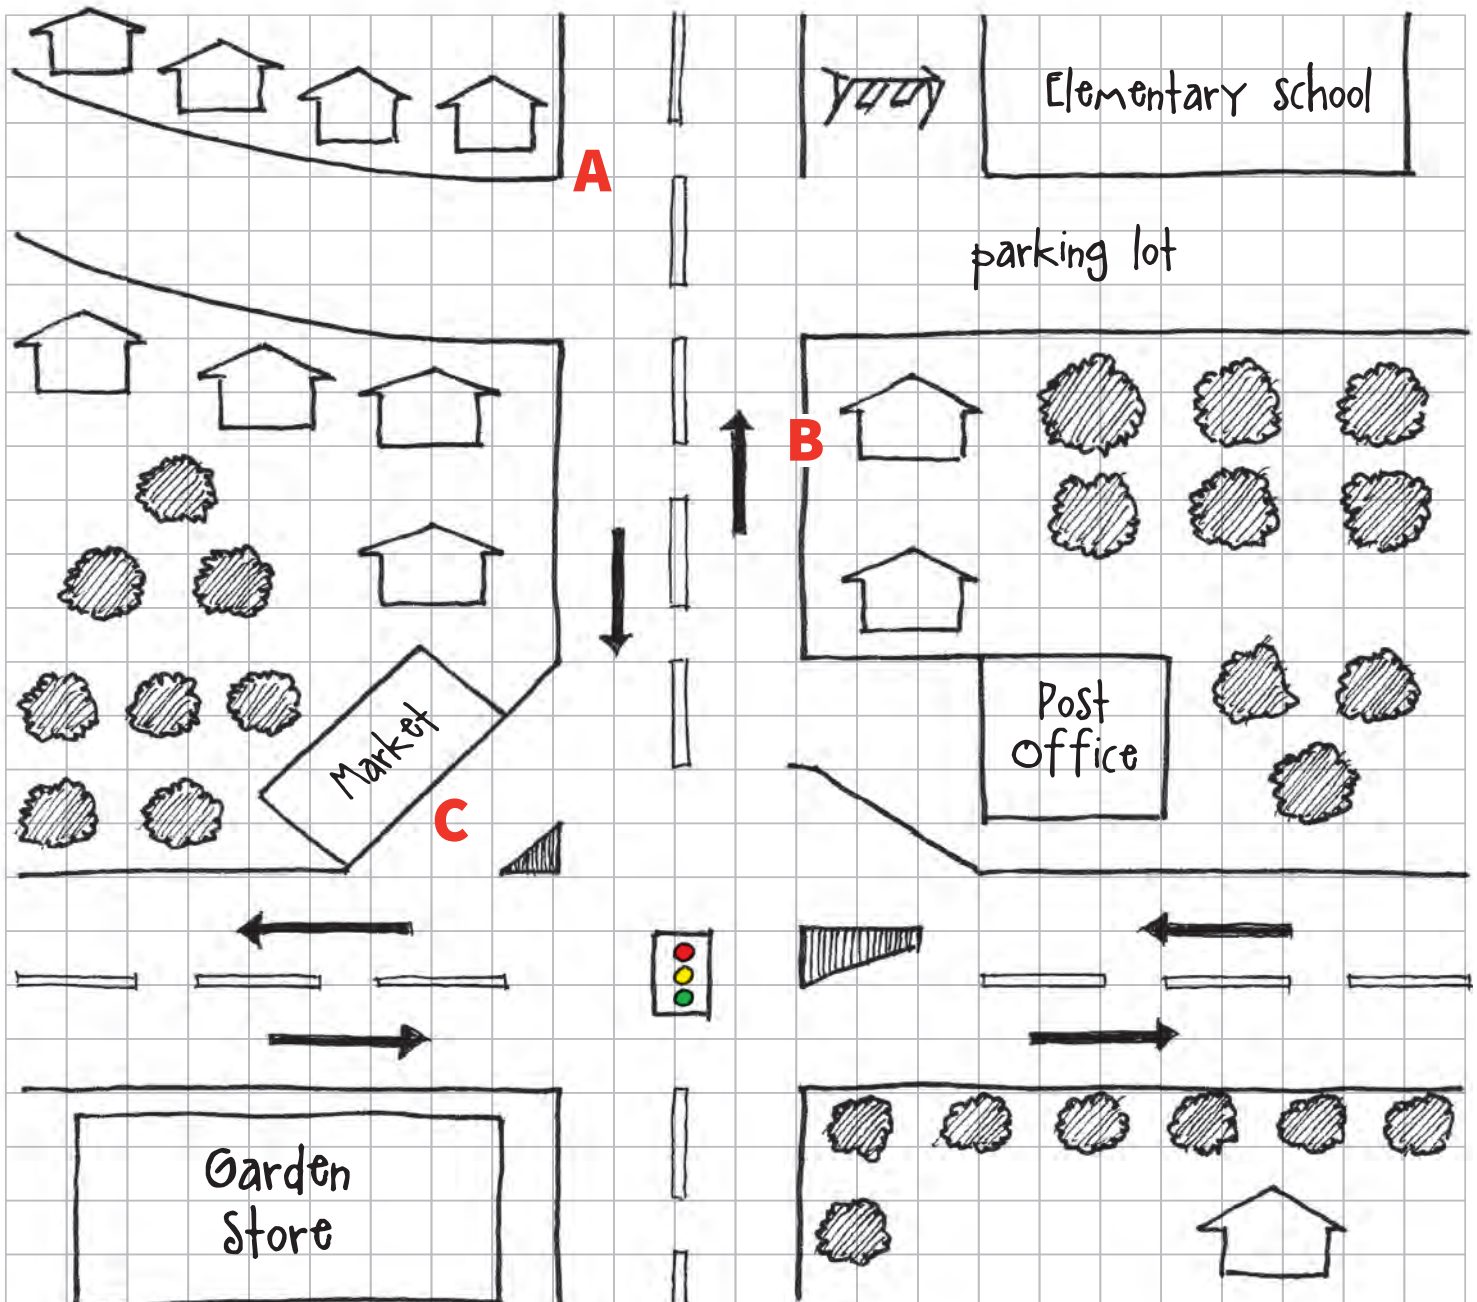 Elementary school
A
parking lot
B
Post
Office
Market
C
Garden
Store